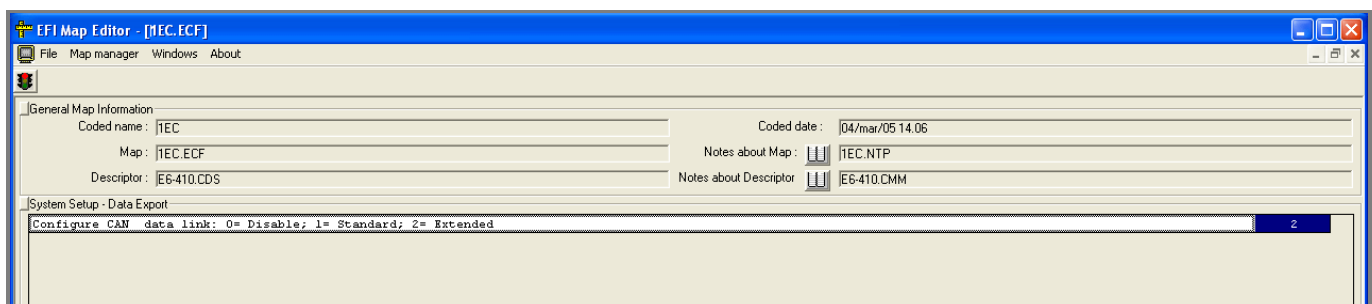 EFI Map Editor - [1EC.ECF]
File Map manager Windows About
General Map Information
Coded name : 1EC Coded date : 04/mar/05 14.06
Map : 1EC.ECF Notes about Map : 1EC.NTP
Descriptor : E6-410.CDS Notes about Descriptor E6-410.CMM
System Setup - Data Export
Configure CAN data link: 0= Disable; 1= Standard; 2= Extended 2